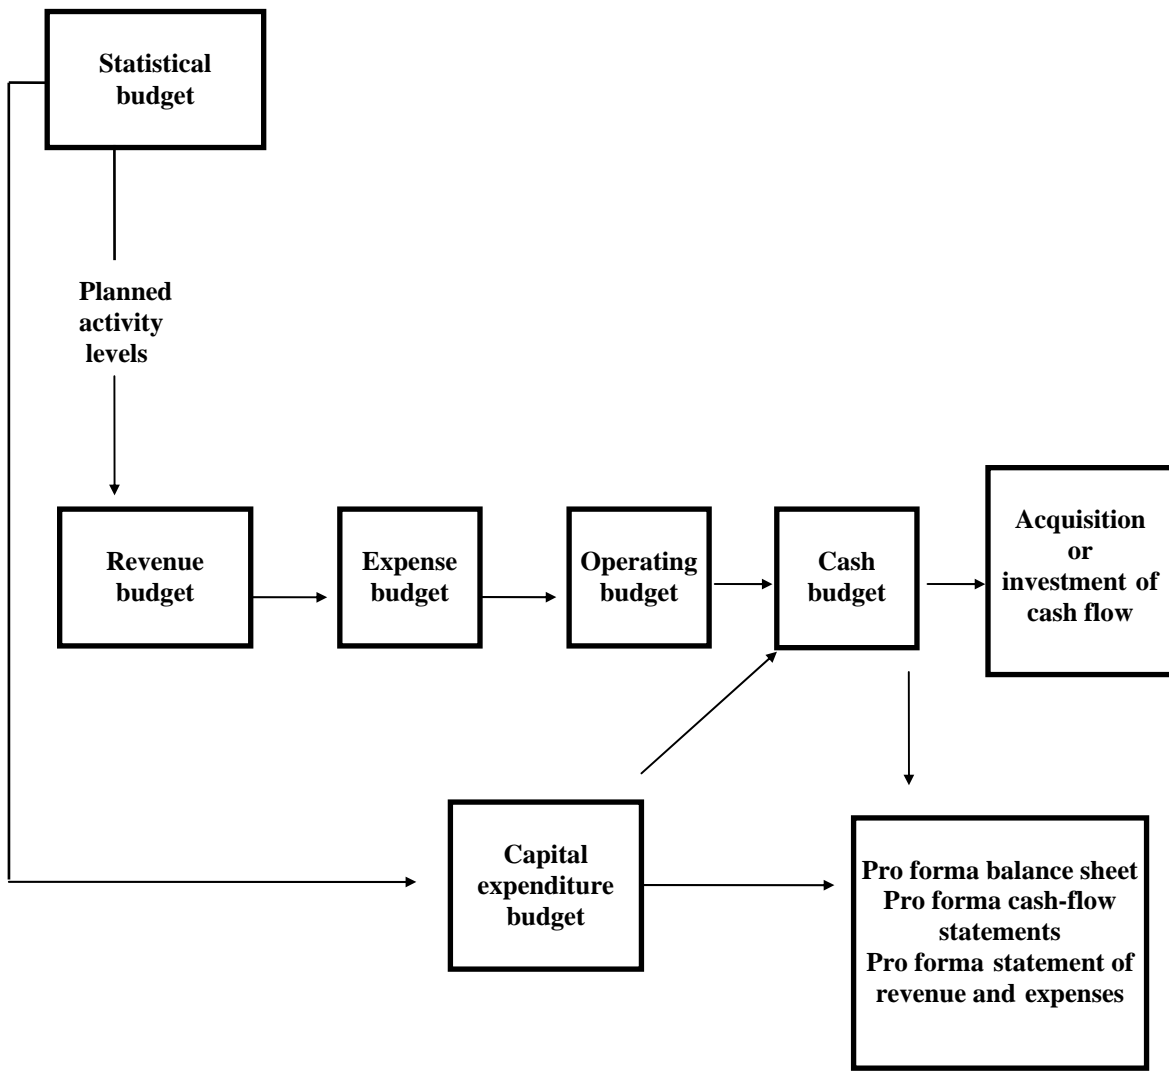 Statistical
budget
Planned
activity
levels
Revenue
budget
Expense
budget
Operating
budget
Cash
budget
Acquisition
or
investment of
cash flow
Capital
expenditure
budget
Pro forma balance sheet
Pro forma cash-flow
statements
Pro forma statement of
revenue and expenses